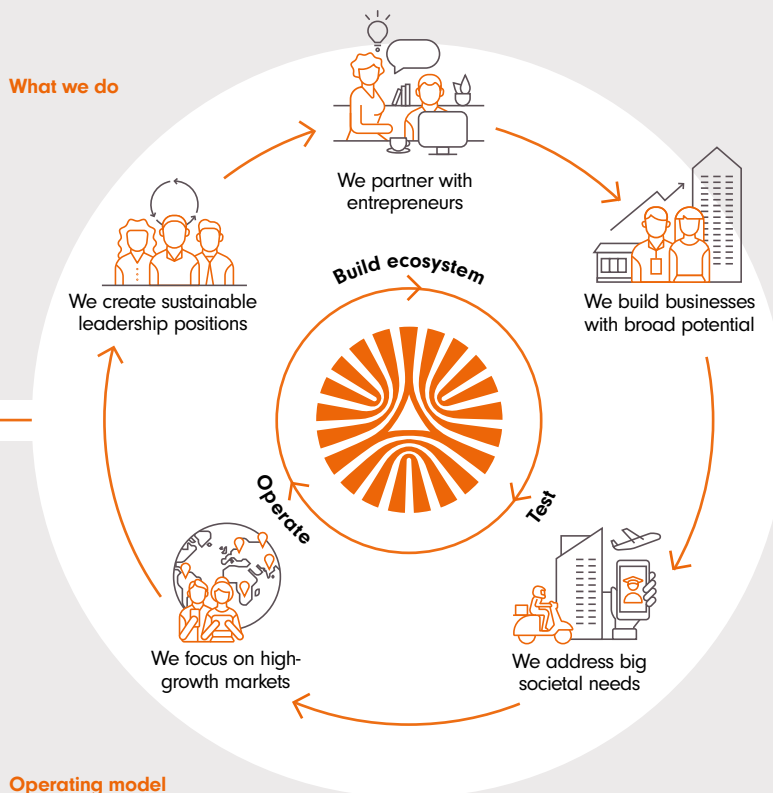 What we do
We partner with
entrepreneurs
We build businesses
with broad potential
We create sustainable
leadership positions
Build ecosystem
Test
Operate
We address big
societal needs
We focus on high-
growth markets
Operating model